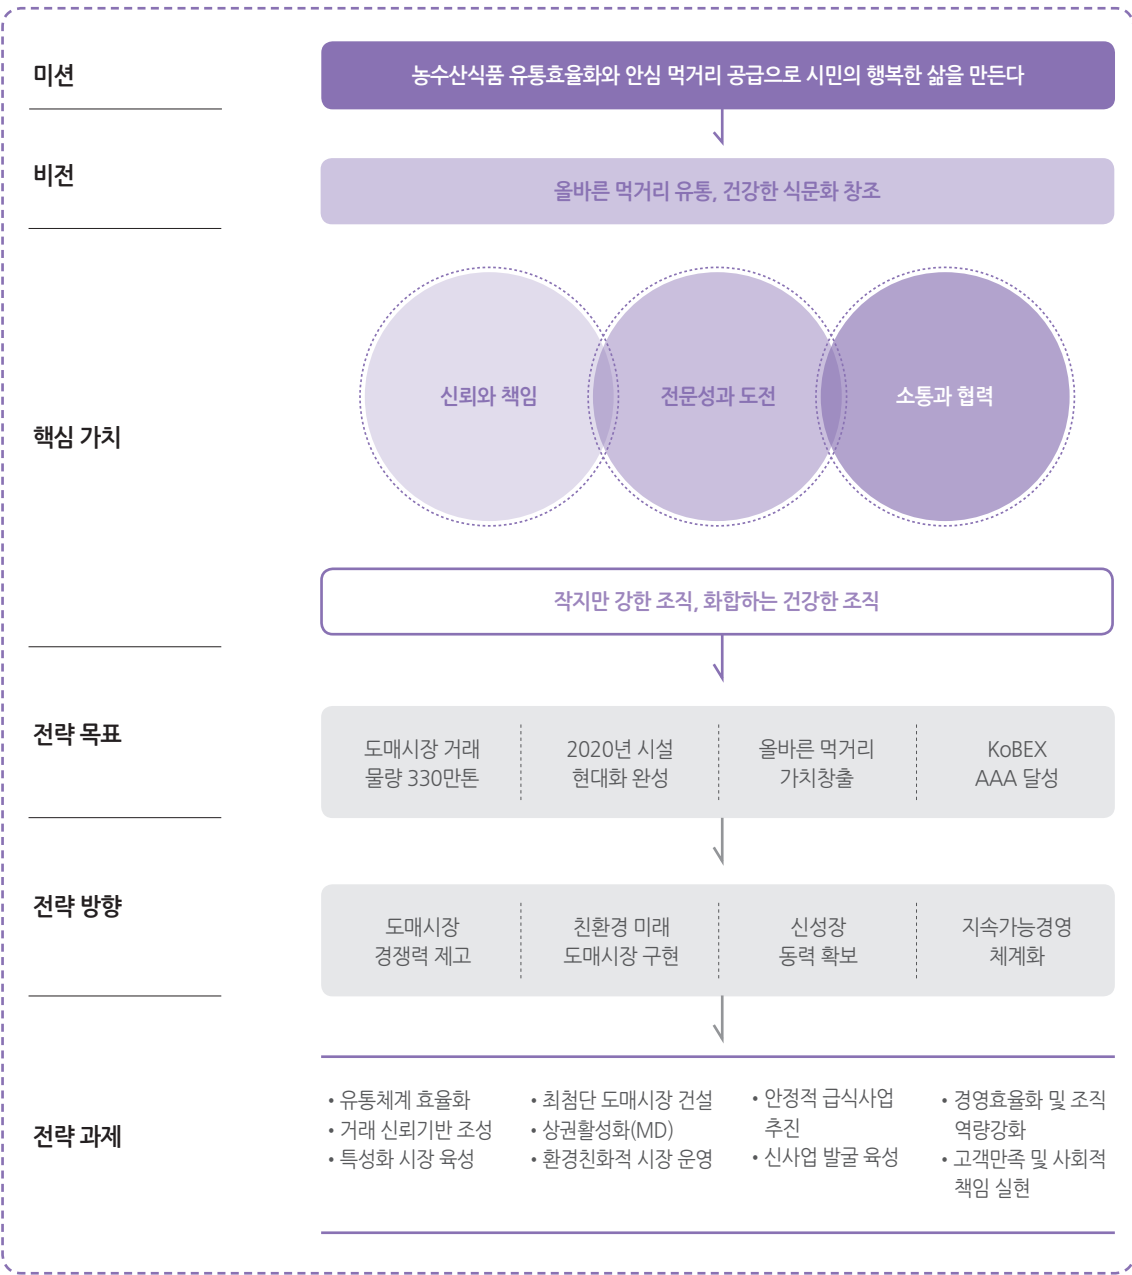 미션
농수산식품 유통효율화와 안심 먹거리 공급으로 시민의 행복한 삶을 만든다
비전
올바른 먹거리 유통, 건강한 식문화 창조
핵심 가치
신뢰와 책임
전문성과 도전
소통과 협력
작지만 강한 조직, 화합하는 건강한 조직
전략 목표
도매시장 거래
물량 330만톤
2020년 시설
현대화 완성
올바른 먹거리
가치창출
KoBEX
AAA 달성
전략 방향
도매시장
경쟁력 제고
친환경 미래
도매시장 구현
신성장
동력 확보
지속가능경영
체계화
전략 과제
• 유통체계 효율화
• 거래 신뢰기반 조성
• 특성화 시장 육성
• 최첨단 도매시장 건설
• 상권활성화(MD)
• 환경친화적 시장 운영
• 안정적 급식사업
추진
• 신사업 발굴 육성
• 경영효율화 및 조직
역량강화
• 고객만족 및 사회적
책임 실현